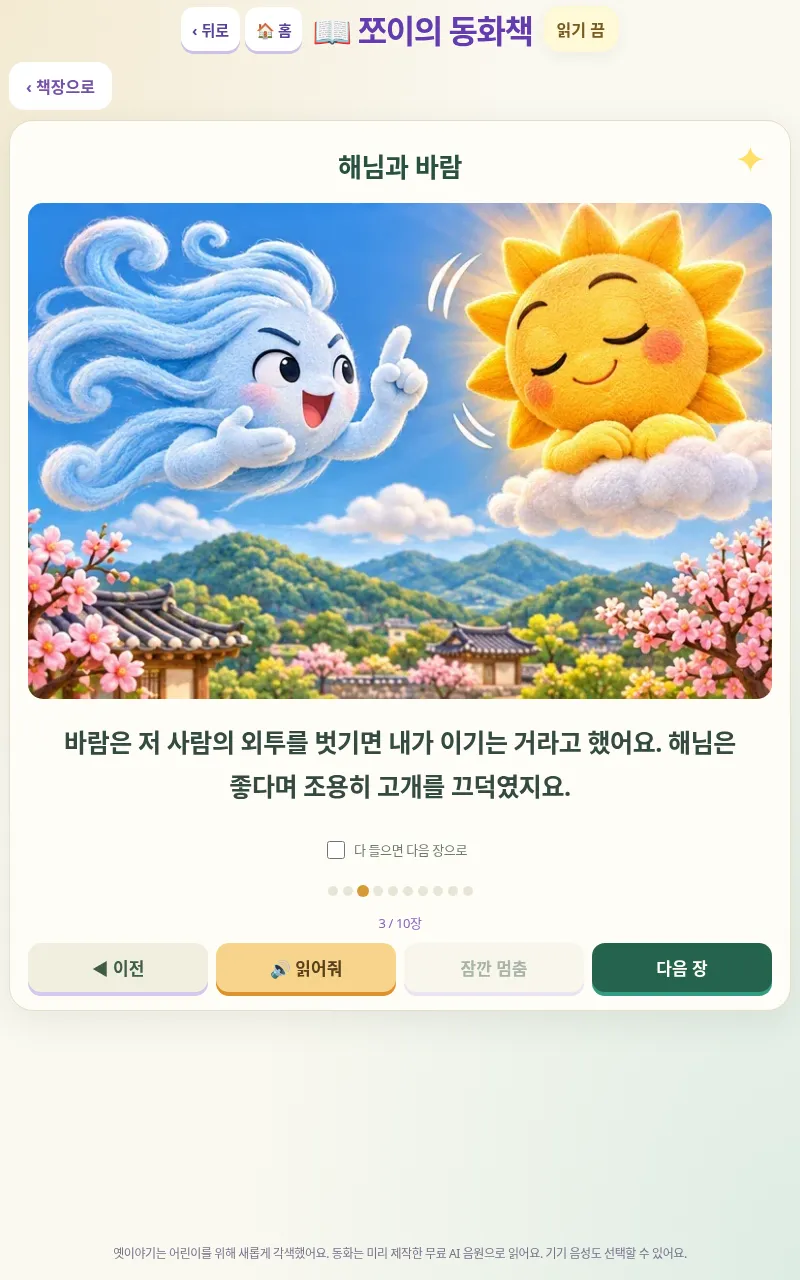 ‹ 뒤로
🏠 홈
📖 쪼이의 동화책
읽기 끝
‹ 책장으로
해님과 바람
바람은 저 사람의 외투를 벗기면 내가 이기는 거라고 했어요. 해님은
좋다며 조용히 고개를 끄덕였지요.
다 들으면 다음 장으로
3 / 10장
◀ 이전
🔊 읽어줘
잠깐 멈춤
다음 장
옛이야기는 어린이를 위해 새롭게 각색했어요. 동화는 미리 제작한 무료 AI 음원으로 읽어요. 기기 음성도 선택할 수 있어요.